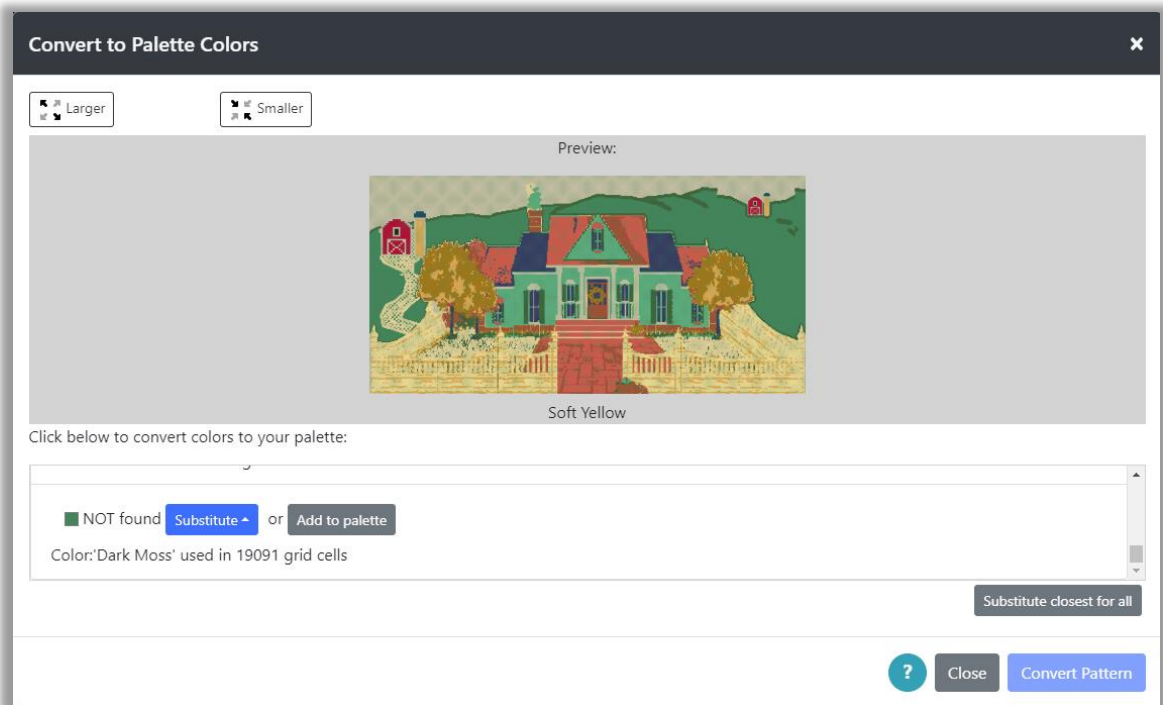 Convert to Palette Colors ×
Larger Smaller
Preview:
Soft Yellow
Click below to convert colors to your palette:
NOT found Substitute or Add to palette
Color:'Dark Moss' used in 19091 grid cells
Substitute closest for all
? Close Convert Pattern